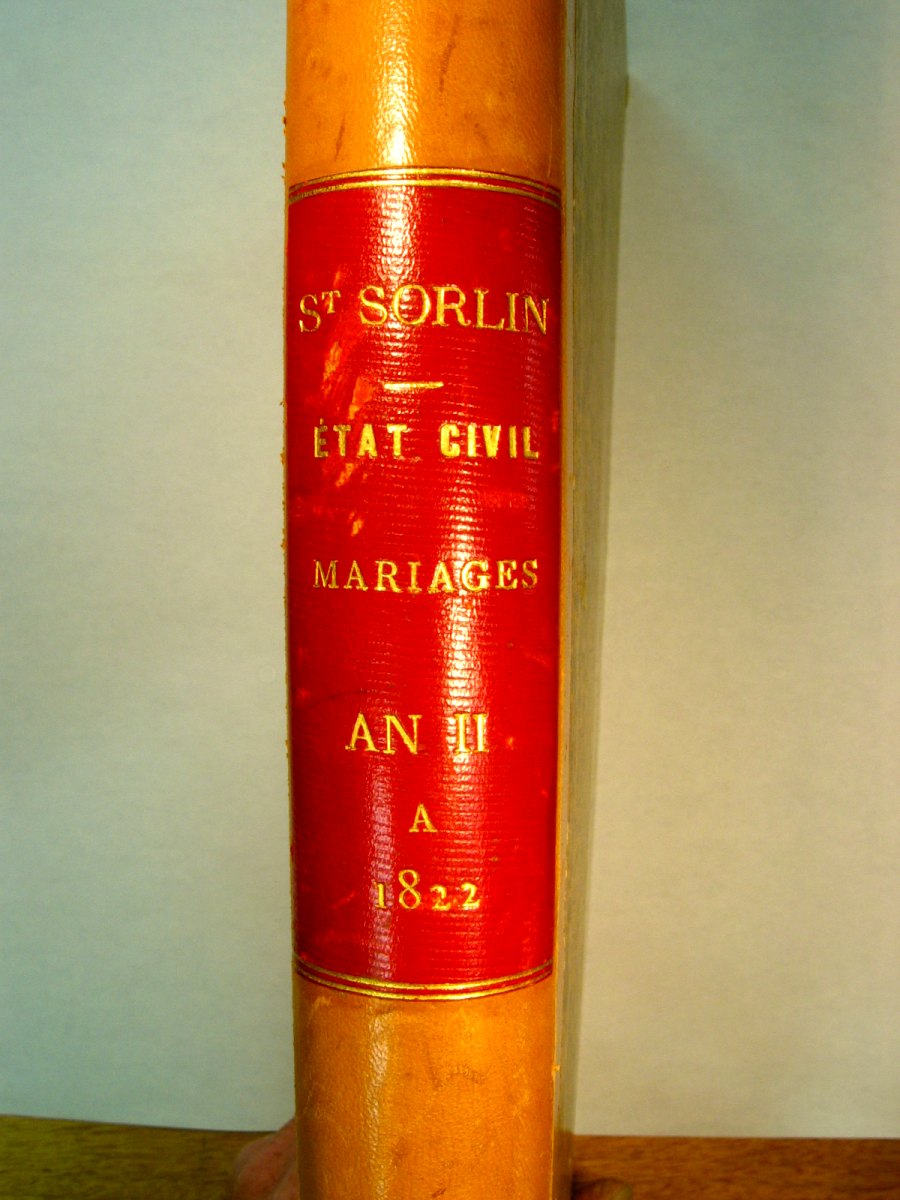 ST SORLIN
ÉTAT CIVIL
MARIAGES
AN II
A
1822